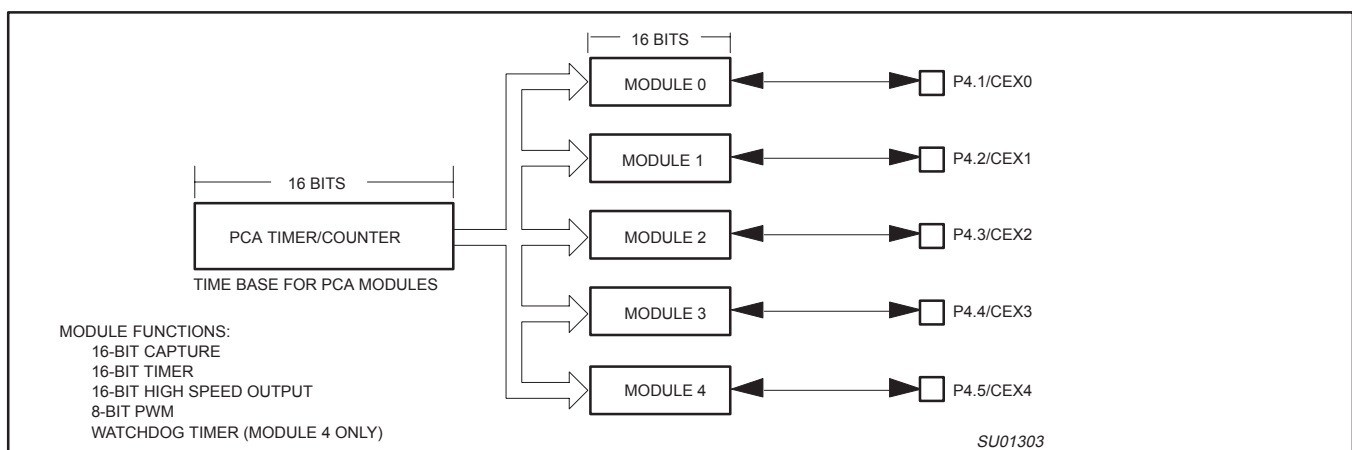 16 BITS
MODULE 0
P4.1/CEX0
MODULE 1
P4.2/CEX1
16 BITS
PCA TIMER/COUNTER
MODULE 2
P4.3/CEX2
TIME BASE FOR PCA MODULES
MODULE 3
P4.4/CEX3
MODULE FUNCTIONS:
16-BIT CAPTURE
16-BIT TIMER
16-BIT HIGH SPEED OUTPUT
8-BIT PWM
WATCHDOG TIMER (MODULE 4 ONLY)
MODULE 4
P4.5/CEX4
SU01303